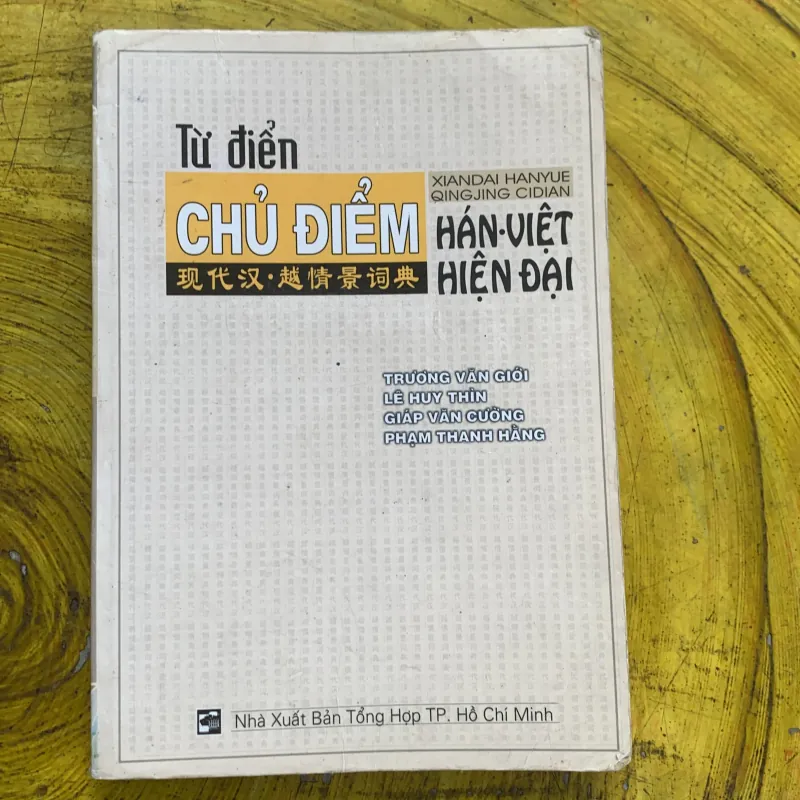 Từ điển
CHỦ ĐIỂM
现代汉·越情景词典
XIANDAI HANYUE
QINGJING CIDIAN
HÁN·VIỆT
HIỆN ĐẠI
TRƯƠNG VĂN GIỚI
LÊ HUY THÌN
GIÁP VĂN CƯỜNG
PHẠM THANH HẰNG
Nhà Xuất Bản Tổng Hợp TP. Hồ Chí Minh